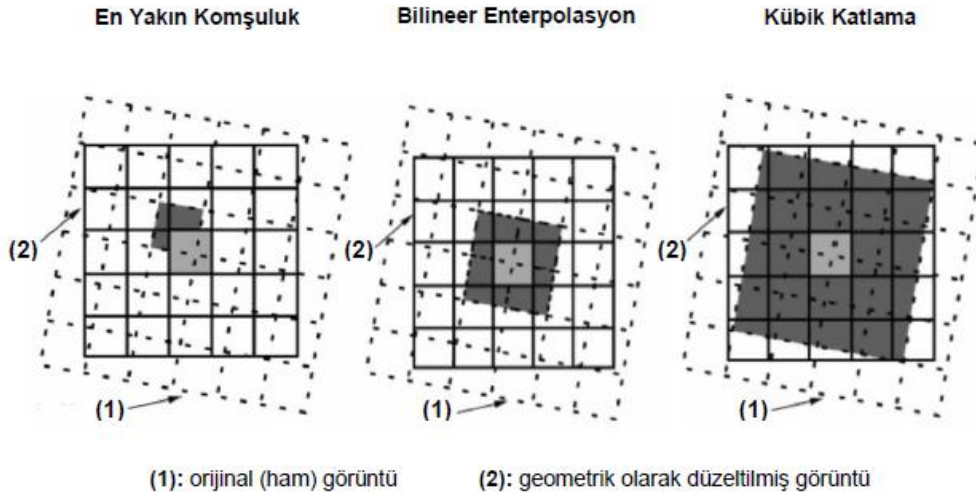 En Yakın Komşuluk
Bilineer Enterpolasyon
Kübik Katlama
(2)
(2)
(2)
(1)
(1)
(1)
(1): orijinal (ham) görüntü
(2): geometrik olarak düzeltilmiş görüntü